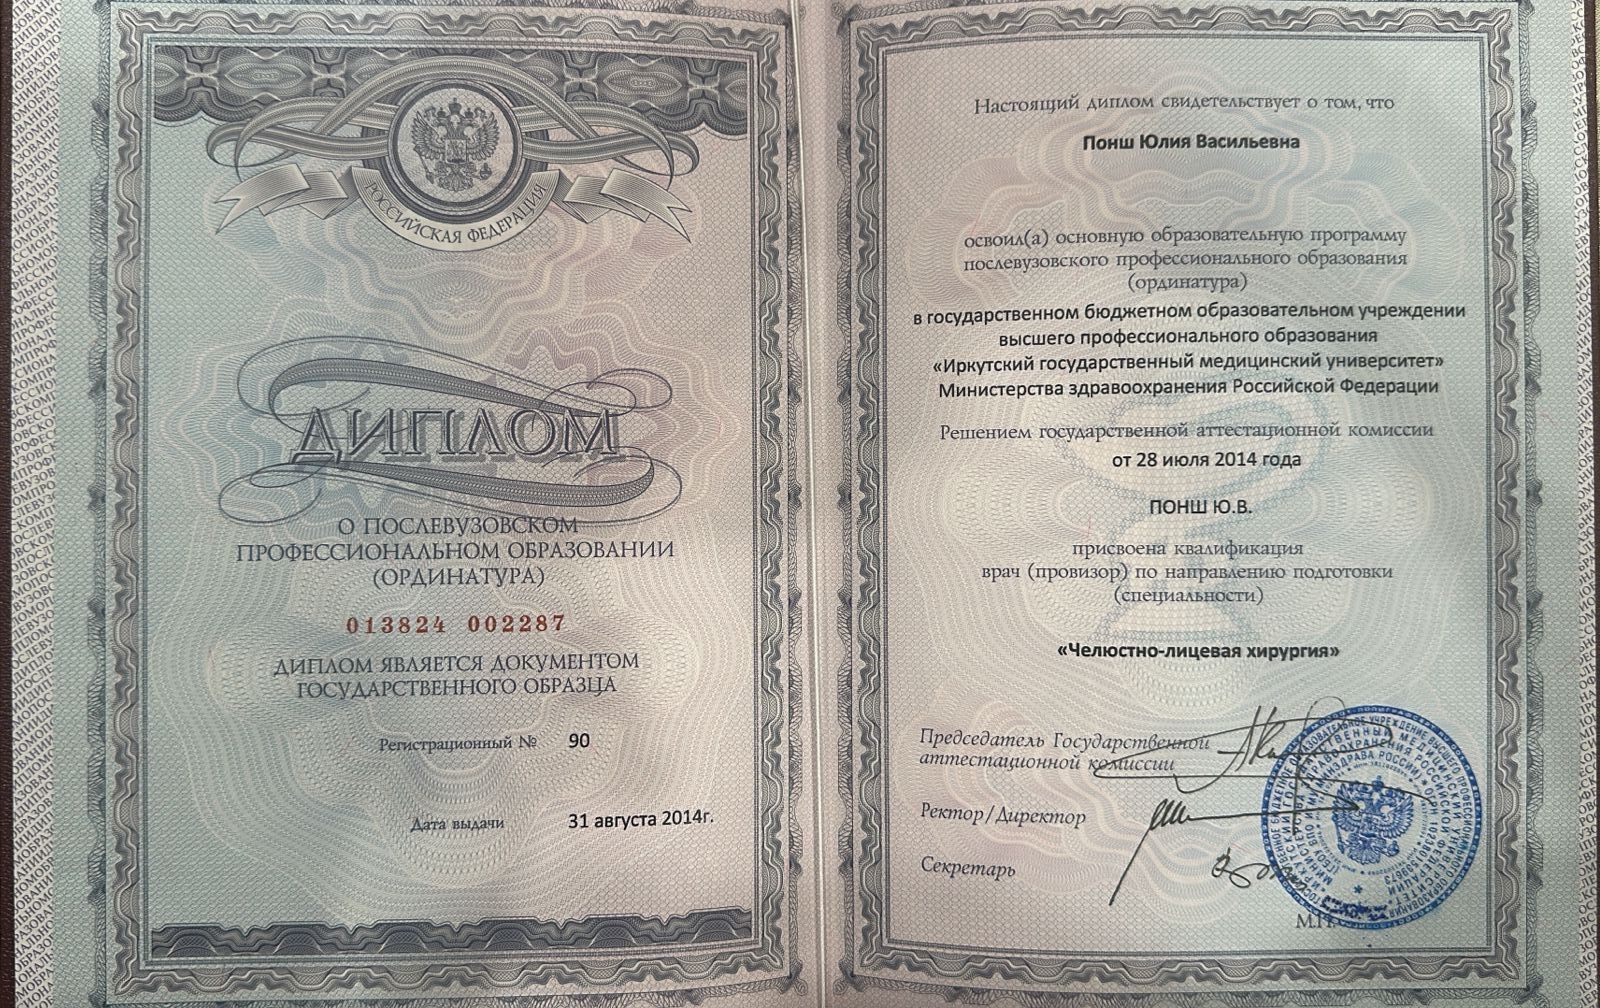 РОССИЙСКАЯ ФЕДЕРАЦИЯ
ДИПЛОМ
О ПОСЛЕВУЗОВСКОМ
ПРОФЕССИОНАЛЬНОМ ОБРАЗОВАНИИ
(ОРДИНАТУРА)
013824 002287
ДИПЛОМ ЯВЛЯЕТСЯ ДОКУМЕНТОМ
ГОСУДАРСТВЕННОГО ОБРАЗЦА
Регистрационный № 90
Дата выдачи 31 августа 2014г.
Настоящий диплом свидетельствует о том, что
Понш Юлия Васильевна
освоил(а) основную образовательную программу
послевузовского профессионального образования
(ординатура)
в государственном бюджетном образовательном учреждении
высшего профессионального образования
«Иркутский государственный медицинский университет»
Министерства здравоохранения Российской Федерации
Решением государственной аттестационной комиссии
от 28 июля 2014 года
ПОНШ Ю.В.
присвоена квалификация
врач (провизор) по направлению подготовки
(специальности)
«Челюстно-лицевая хирургия»
Председатель Государственной
аттестационной комиссии
Ректор/Директор
Секретарь
М.П.